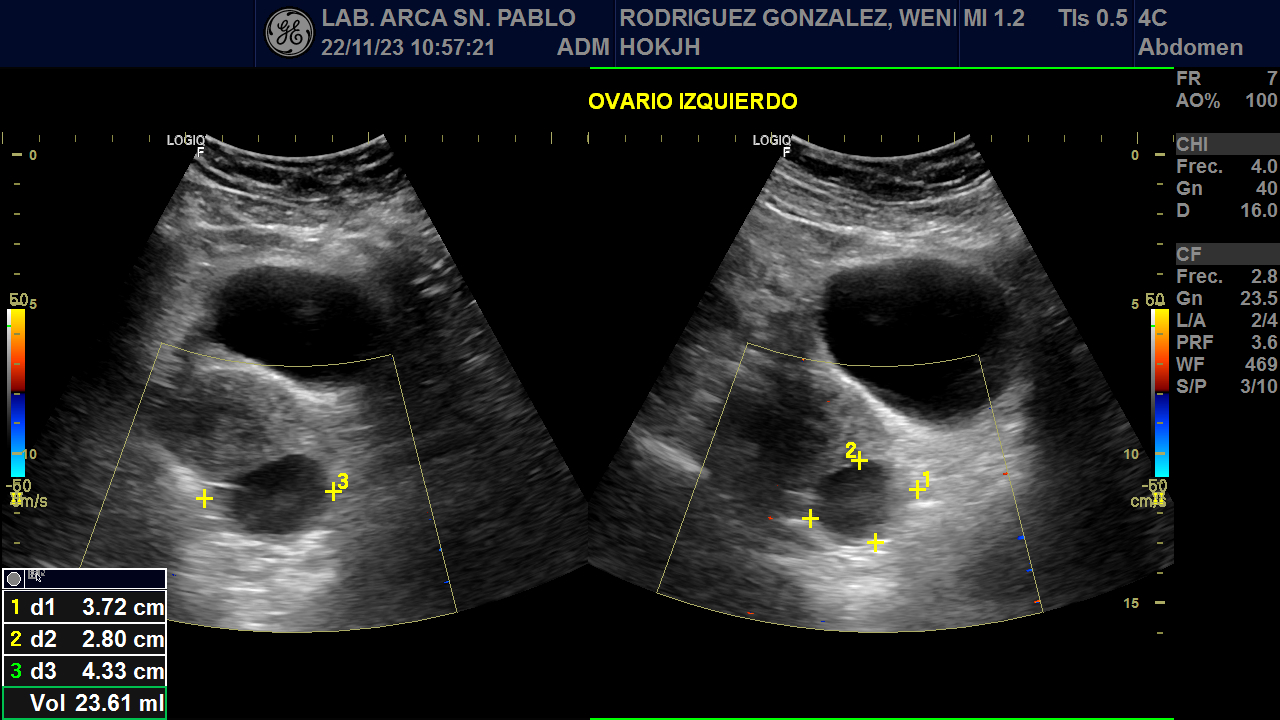 LAB. ARCA SN. PABLO
22/11/23 10:57:21 ADM
RODRIGUEZ GONZALEZ, WENI
HOKJH
MI 1.2 TIs 0.5
4C
Abdomen
FR 7
AO% 100
CHI
Frec. 4.0
Gn 40
D 16.0
CF
Frec. 2.8
Gn 23.5
L/A 2/4
PRF 3.6
WF 469
S/P 3/10
OVARIO IZQUIERDO
LOGIQ
F
LOGIQ
F
0
5
10
50
-50
cm/s
3
0
5
10
15
50
-50
cm/s
2
1
1 d1 3.72 cm
2 d2 2.80 cm
3 d3 4.33 cm
Vol 23.61 ml